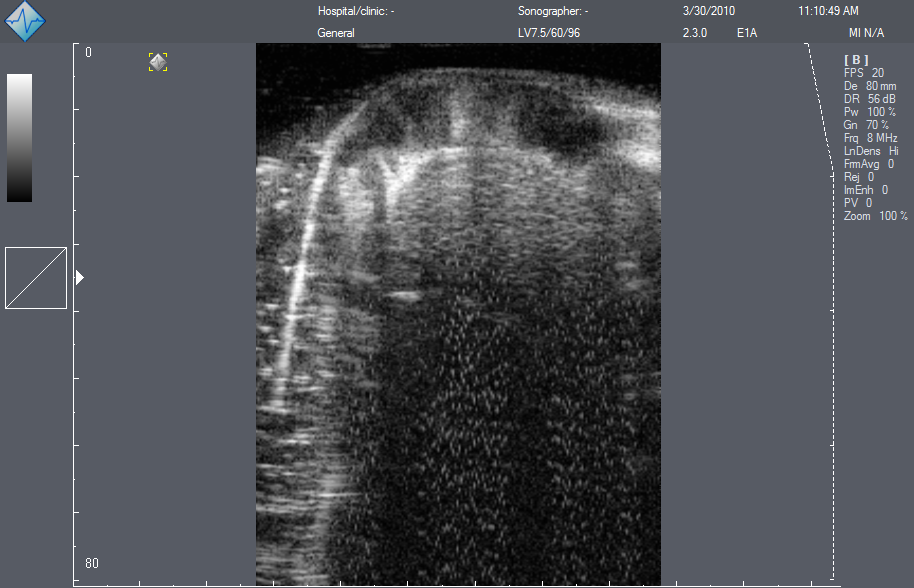 Hospital/clinic: - Sonographer: - 3/30/2010 11:10:49 AM
General LV7.5/60/96 2.3.0 E1A MI N/A
0
[ B ]
FPS 20
De 80 mm
DR 56 dB
Pw 100 %
Gn 70 %
Frq 8 MHz
LnDens Hi
FrmAvg 0
Rej 0
ImEnh 0
PV 0
Zoom 100 %
80